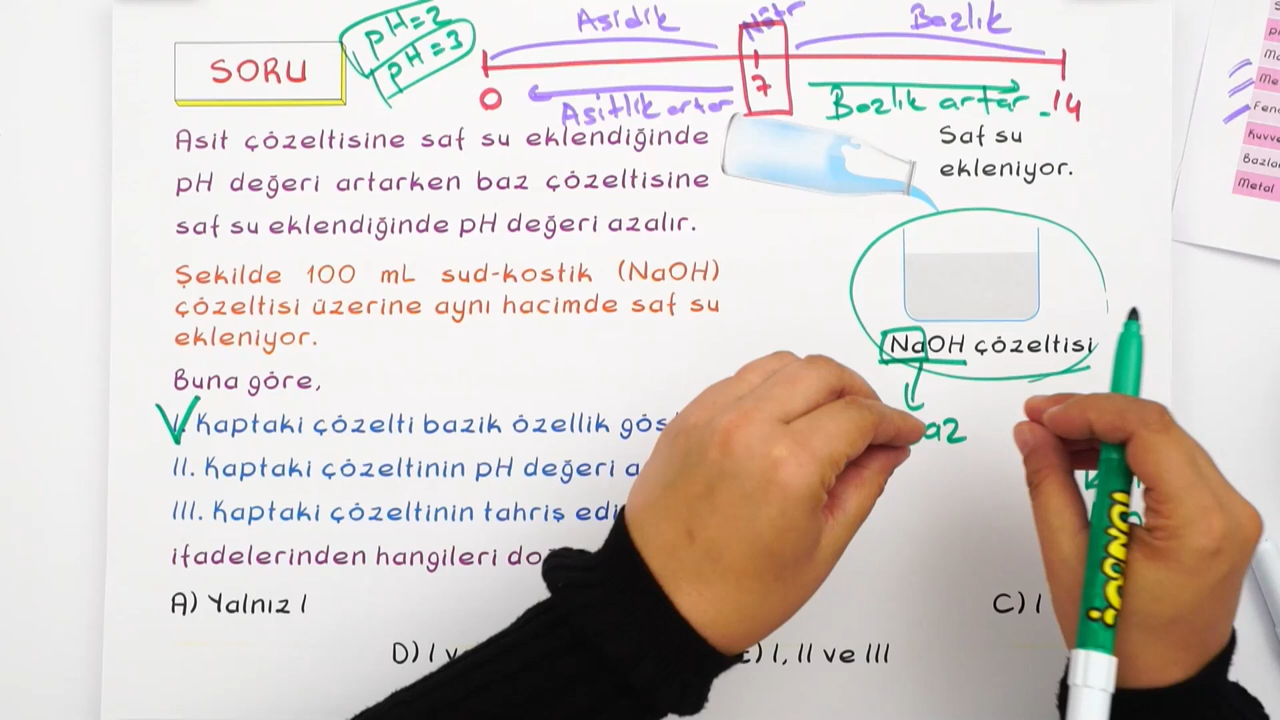 pH=2
pH=3
SORU
Asidik
Nötr
Bazlık
0
7
14
Asitlik artar
Bazlık artar
Asit çözeltisine saf su eklendiğinde
pH değeri artarken baz çözeltisine
saf su eklendiğinde pH değeri azalır.
Saf su
ekleniyor.
Şekilde 100 mL sud-kostik (NaOH)
çözeltisi üzerine aynı hacimde saf su
ekleniyor.
NaOH çözeltisi
Buna göre,
I. Kaptaki çözelti bazik özellik
II. Kaptaki çözeltinin pH değeri
III. Kaptaki çözeltinin tahriş
ifadelerinden hangileri
A) Yalnız I
C) I
D) I
E) I, II ve III
Metal